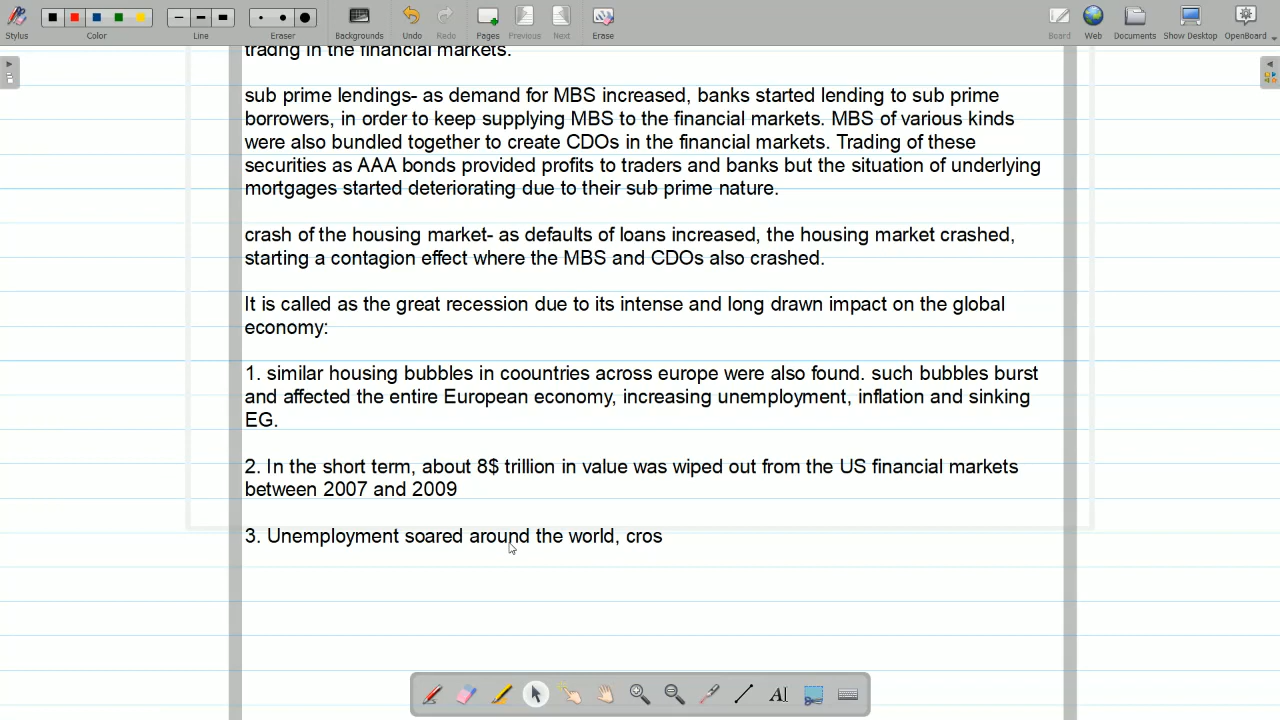 Stylus
Color
Line
Eraser
Backgrounds
Undo
Redo
Pages
Previous
Next
Erase
Board
Web
Documents
Show Desktop
OpenBoard
tradng in the financial markets.
sub prime lendings- as demand for MBS increased, banks started lending to sub prime
borrowers, in order to keep supplying MBS to the financial markets. MBS of various kinds
were also bundled together to create CDOs in the financial markets. Trading of these
securities as AAA bonds provided profits to traders and banks but the situation of underlying
mortgages started deteriorating due to their sub prime nature.
crash of the housing market- as defaults of loans increased, the housing market crashed,
starting a contagion effect where the MBS and CDOs also crashed.
It is called as the great recession due to its intense and long drawn impact on the global
economy:
1. similar housing bubbles in coountries across europe were also found. such bubbles burst
and affected the entire European economy, increasing unemployment, inflation and sinking
EG.
2. In the short term, about 8$ trillion in value was wiped out from the US financial markets
between 2007 and 2009
3. Unemployment soared around the world, cros
AI